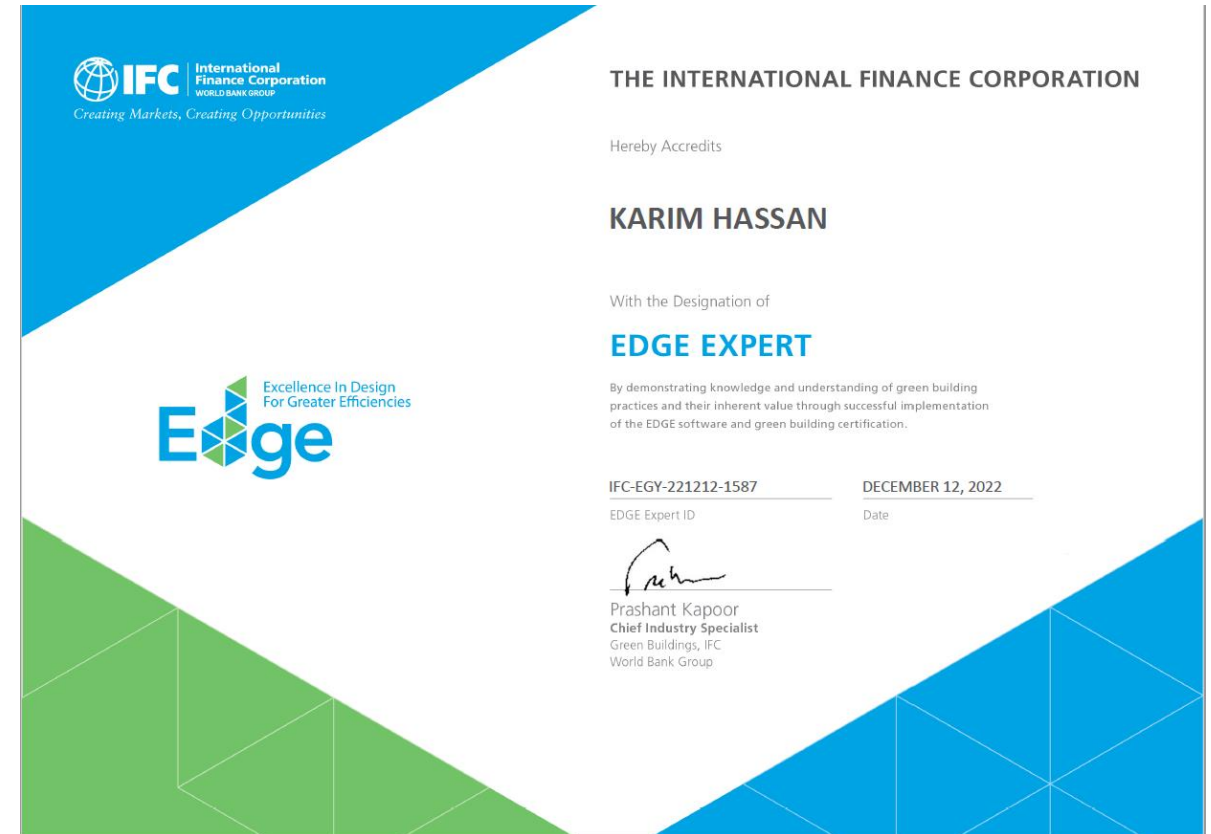 IFC
International
Finance Corporation
WORLD BANK GROUP
Creating Markets, Creating Opportunities
Edge
Excellence In Design
For Greater Efficiencies
THE INTERNATIONAL FINANCE CORPORATION
Hereby Accredits
KARIM HASSAN
With the Designation of
EDGE EXPERT
By demonstrating knowledge and understanding of green building
practices and their inherent value through successful implementation
of the EDGE software and green building certification.
IFC-EGY-221212-1587
EDGE Expert ID
DECEMBER 12, 2022
Date
Prashant Kapoor
Chief Industry Specialist
Green Buildings, IFC
World Bank Group